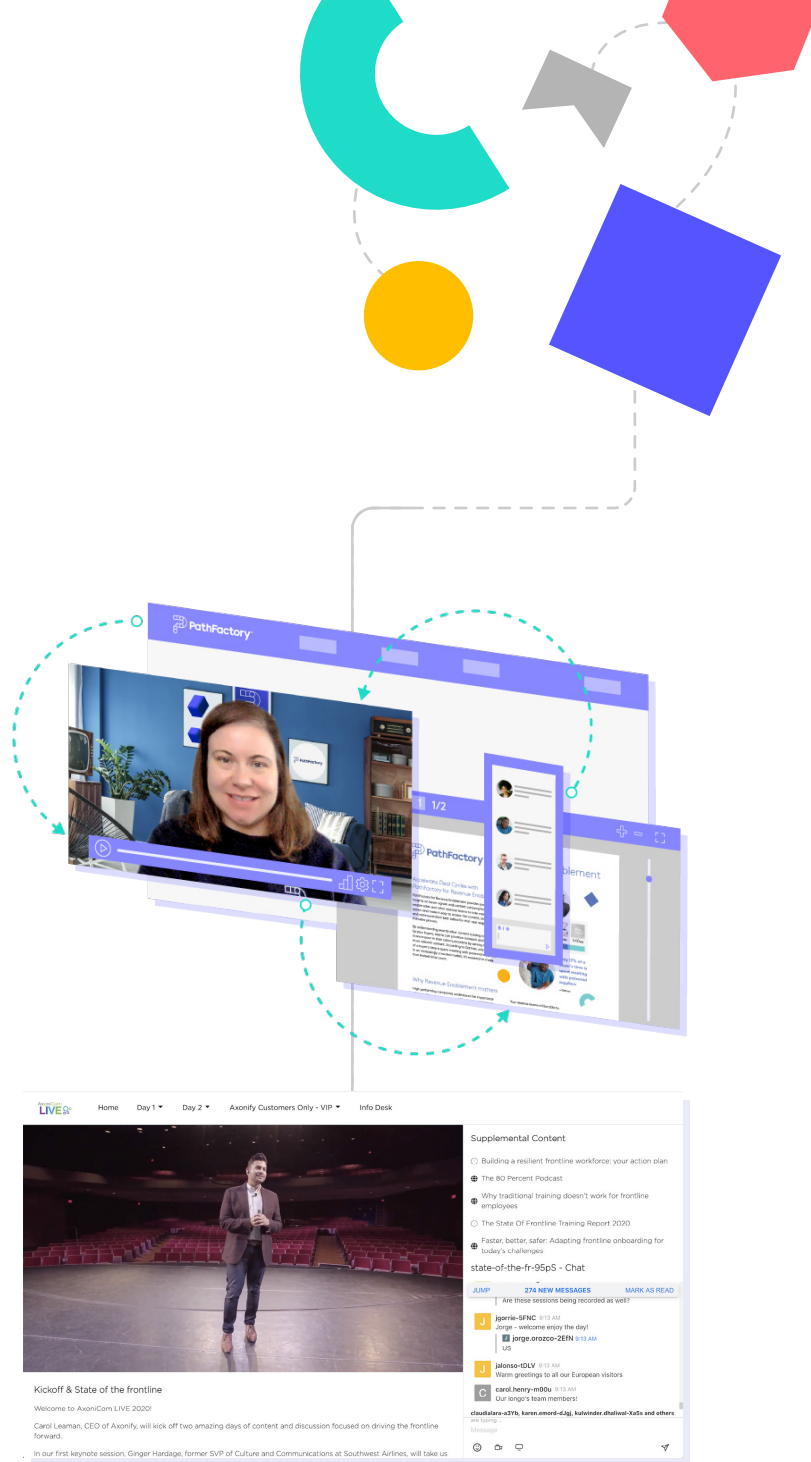 PathFactory
PATHFACTORY
1/2
PathFactory
Accelerate Deal Cycles with
PathFactory for Revenue Enablement
Why Revenue Enablement matters
AxoniCom
LIVE
Home
Day 1
Day 2
Axonify Customers Only - VIP
Info Desk
Supplemental Content
Building a resilient frontline workforce: your action plan
The 80 Percent Podcast
Why traditional training doesn't work for frontline
employees
The State Of Frontline Training Report 2020
Faster, better, safer: Adapting frontline onboarding for
today's challenges
state-of-the-fr-95pS - Chat
JUMP
274 NEW MESSAGES
MARK AS READ
Are these sessions being recorded as well?
J
jgorrie-5FNC 9:13 AM
Jorge - welcome enjoy the day!
J jorge.orozco-2EfN 9:13 AM
US
J
jalonso-tDLV 9:13 AM
Warm greetings to all our European visitors
C
carol.henry-m00u 9:13 AM
Our longo's team members!
claudialara-a3Yb, karen.emord-dJgj, kulwinder.dhaliwal-Xa5s and others
are typing ...
Message
Kickoff & State of the frontline
Welcome to AxoniCom LIVE 2020!
Carol Leaman, CEO of Axonify, will kick off two amazing days of content and discussion focused on driving the frontline
forward.
In our first keynote session, Ginger Hardage, former SVP of Culture and Communications at Southwest Airlines, will take us